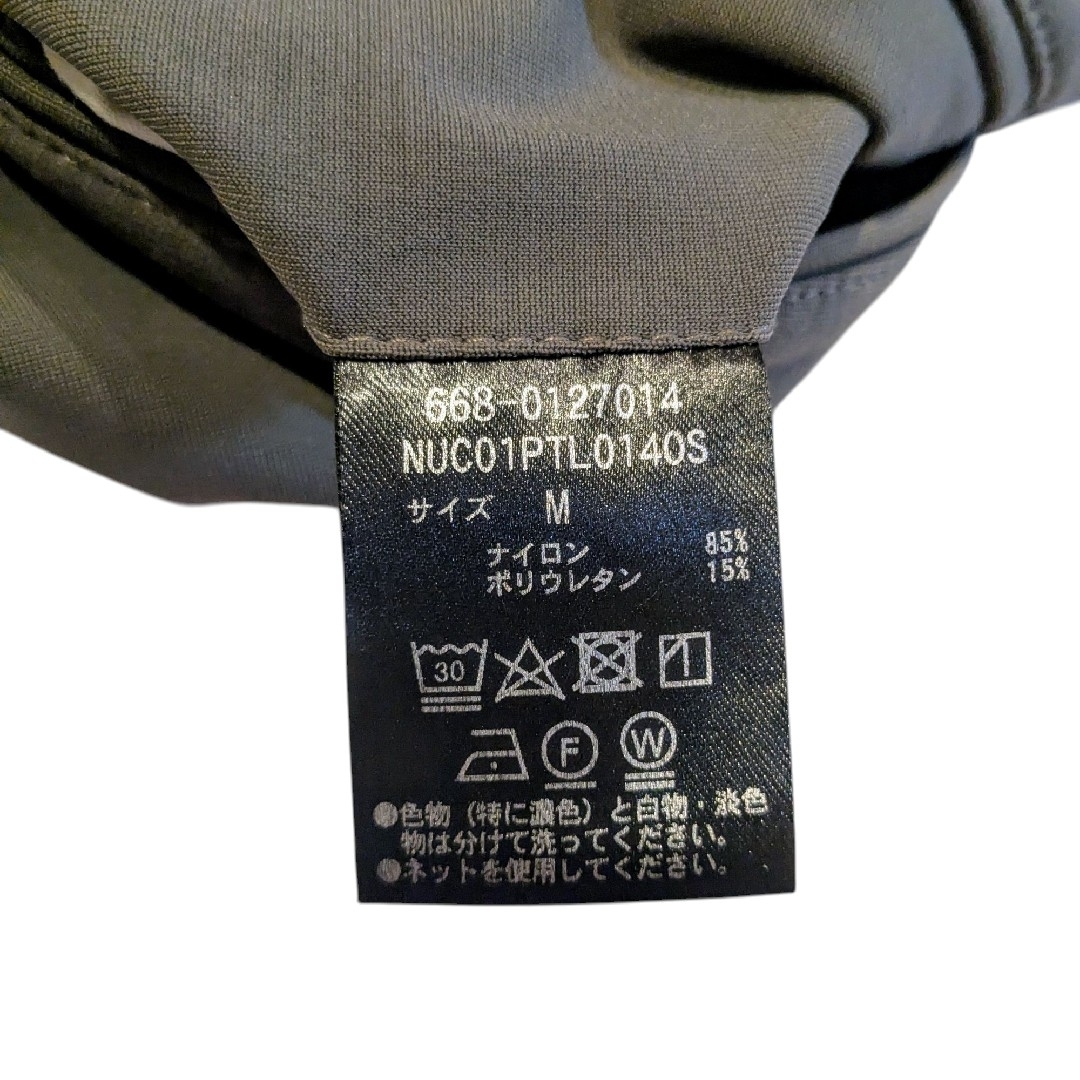 668-0127014
NUC01PTL0140S
サイズ M
ナイロン 85%
ポリウレタン 15%
30
F W
●色物(特に濃色)と白物・淡色
物は分けて洗ってください。
●ネットを使用してください。